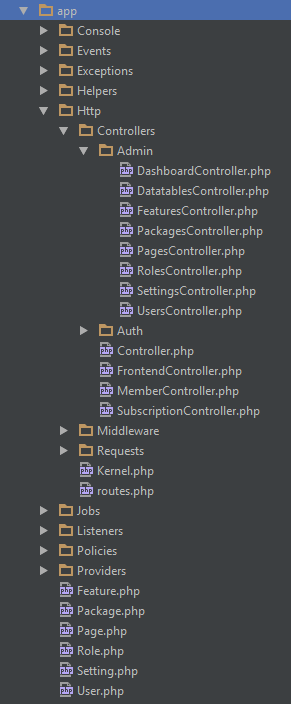 app
Console
Events
Exceptions
Helpers
Http
Controllers
Admin
DashboardController.php
DatatablesController.php
FeaturesController.php
PackagesController.php
PagesController.php
RolesController.php
SettingsController.php
UsersController.php
Auth
Controller.php
FrontendController.php
MemberController.php
SubscriptionController.php
Middleware
Requests
Kernel.php
routes.php
Jobs
Listeners
Policies
Providers
Feature.php
Package.php
Page.php
Role.php
Setting.php
User.php